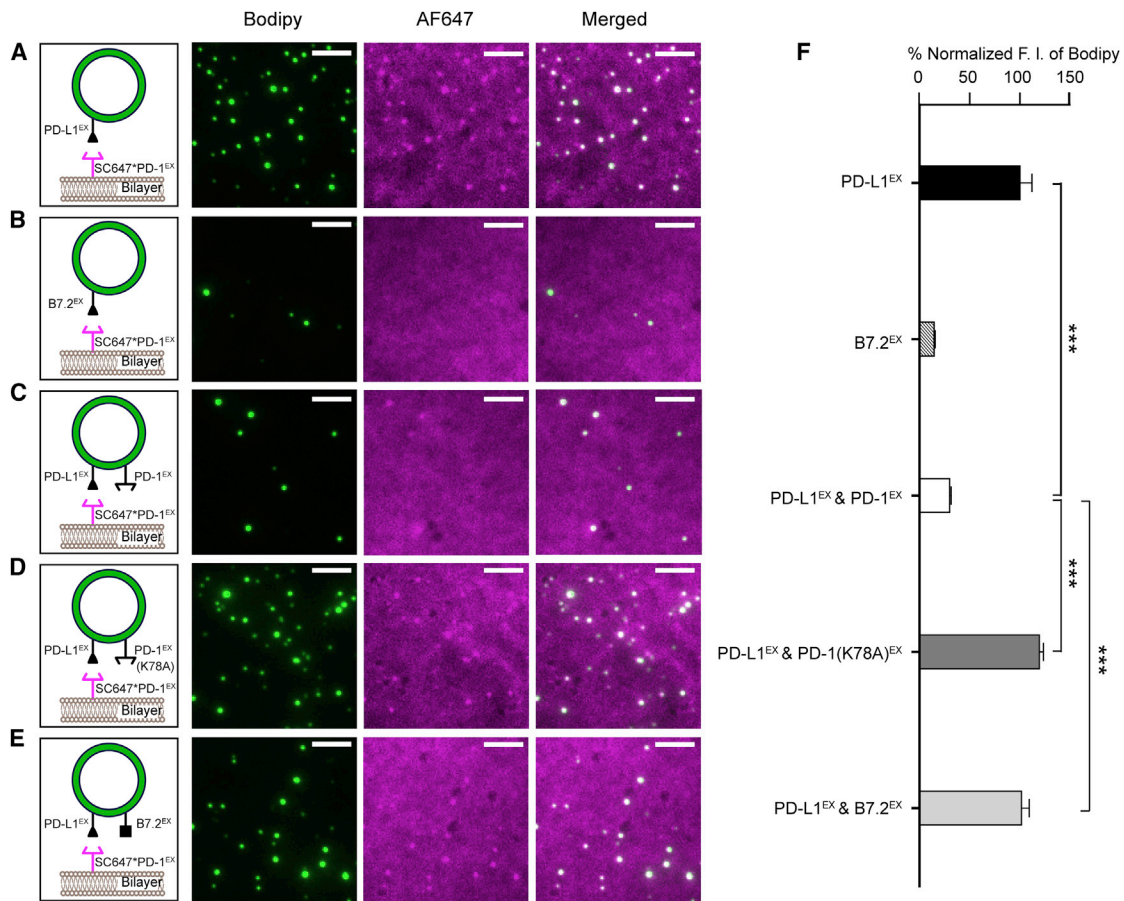 Bodipy AF647 Merged
A
PD-L1EX
SC647*PD-1EX
Bilayer
B
B7.2EX
SC647*PD-1EX
Bilayer
C
PD-L1EX PD-1EX
SC647*PD-1EX
Bilayer
D
PD-L1EX PD-1EX
(K78A)
SC647*PD-1EX
Bilayer
E
PD-L1EX B7.2EX
SC647*PD-1EX
Bilayer
F
% Normalized F. I. of Bodipy
0 50 100 150
PD-L1EX
B7.2EX
PD-L1EX & PD-1EX
PD-L1EX & PD-1(K78A)EX
PD-L1EX & B7.2EX
***
***
***